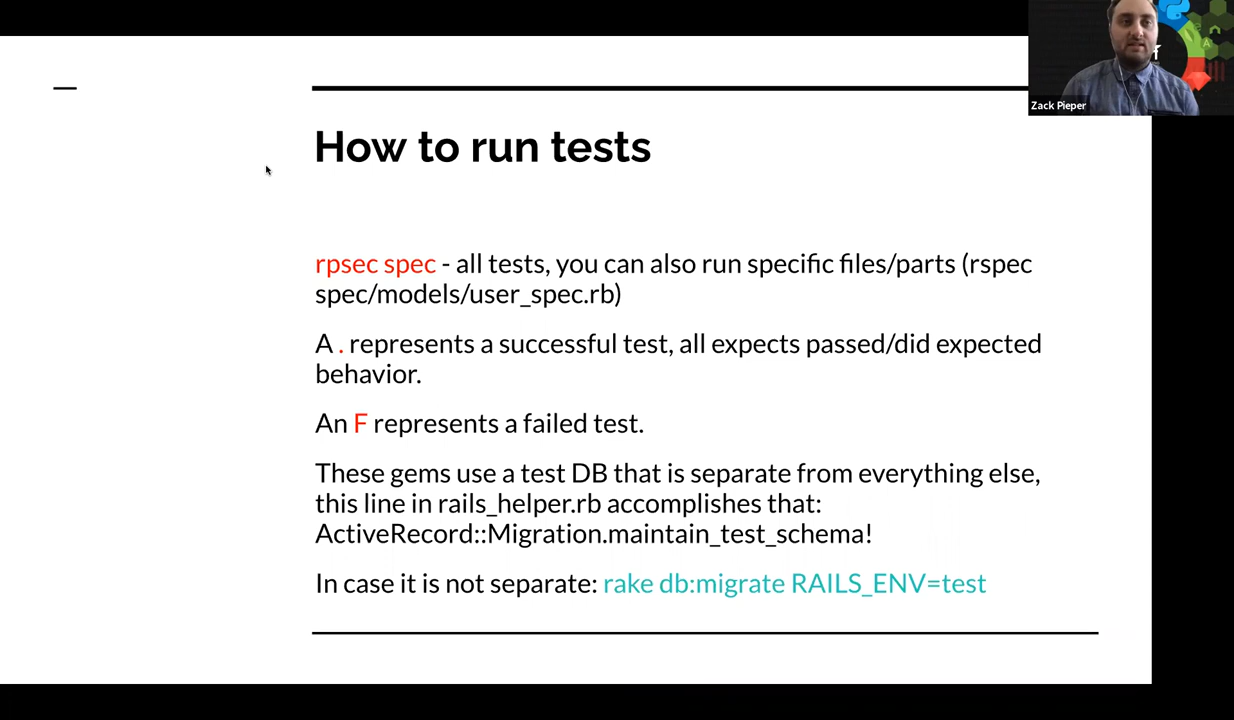 Zack Pieper
How to run tests
rpsec spec - all tests, you can also run specific files/parts (rspec
spec/models/user_spec.rb)
A . represents a successful test, all expects passed/did expected
behavior.
An F represents a failed test.
These gems use a test DB that is separate from everything else,
this line in rails_helper.rb accomplishes that:
ActiveRecord::Migration.maintain_test_schema!
In case it is not separate: rake db:migrate RAILS_ENV=test